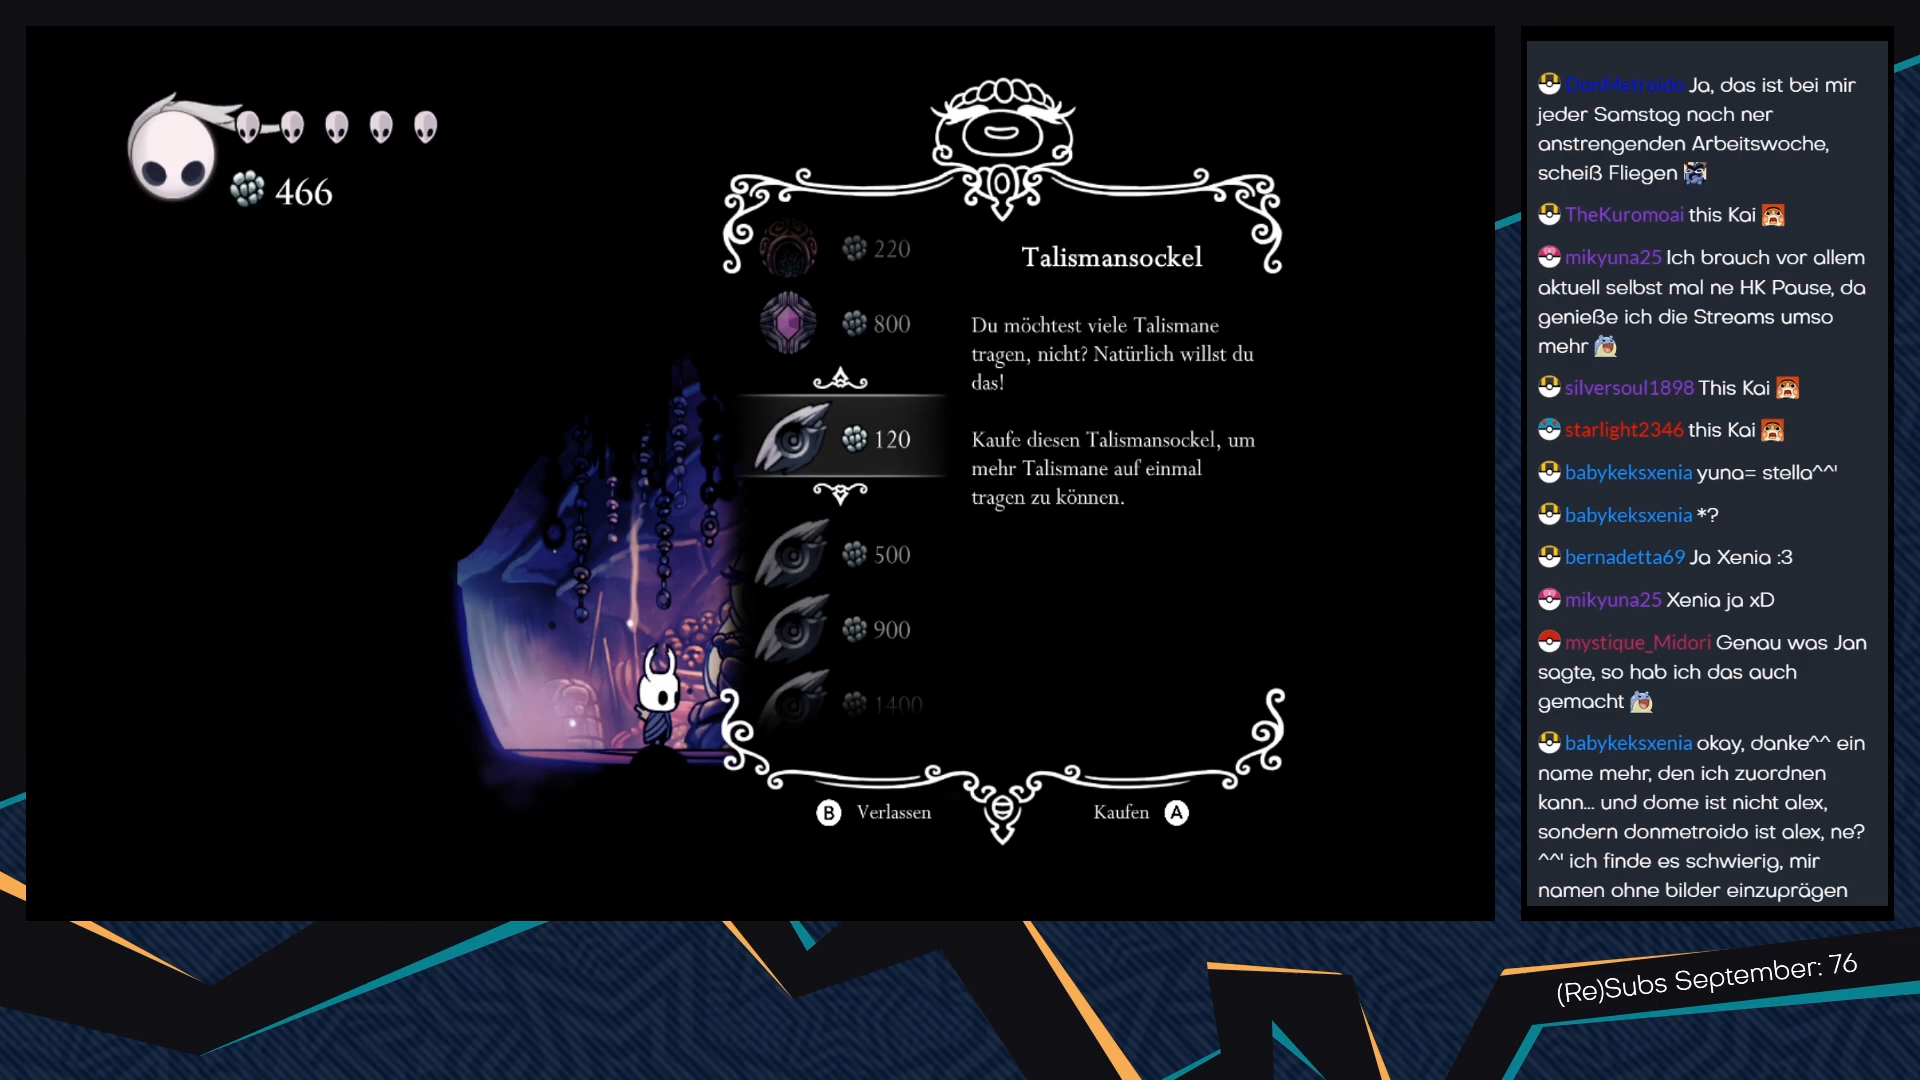 466
220
800
120
500
900
1400
Talismansockel
Du möchtest viele Talismane
tragen, nicht? Natürlich willst du
das!
Kaufe diesen Talismansockel, um
mehr Talismane auf einmal
tragen zu können.
B Verlassen
Kaufen A
DonMetroido Ja, das ist bei mir
jeder Samstag nach ner
anstrengenden Arbeitswoche,
scheiß Fliegen
TheKuromoai this Kai
mikyuna25 Ich brauch vor allem
aktuell selbst mal ne HK Pause, da
genieße ich die Streams umso
mehr
silversoul1898 This Kai
starlight2346 this Kai
babykeksxenia yuna= stella^^'
babykeksxenia *?
bernadetta69 Ja Xenia :3
mikyuna25 Xenia ja xD
mystique_Midori Genau was Jan
sagte, so hab ich das auch
gemacht
babykeksxenia okay, danke^^ ein
name mehr, den ich zuordnen
kann... und dome ist nicht alex,
sondern donmetroido ist alex, ne?
^^' ich finde es schwierig, mir
namen ohne bilder einzuprägen
(Re)Subs September: 76